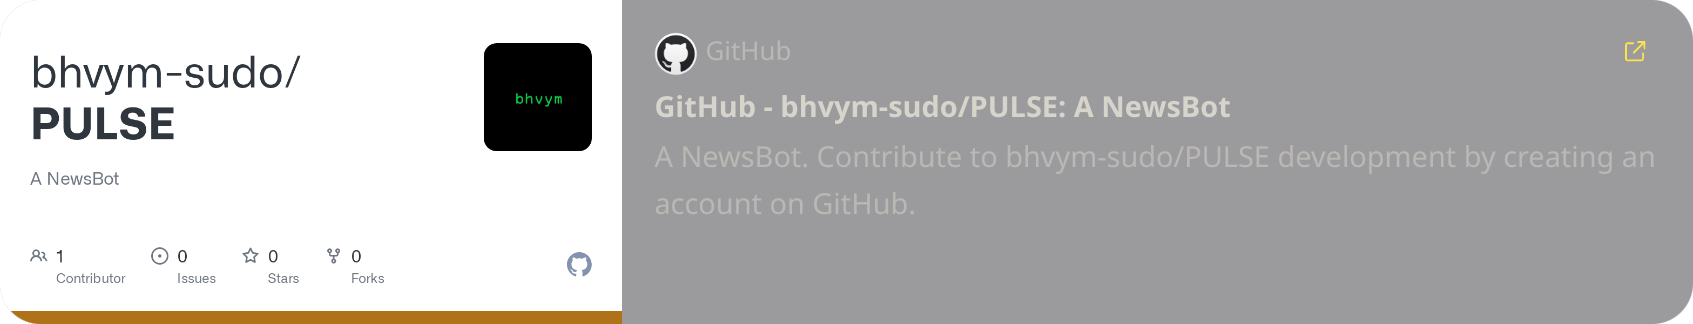 bhvym-sudo/
PULSE
A NewsBot
bhvym
1
Contributor
0
Issues
0
Stars
0
Forks
GitHub
GitHub - bhvym-sudo/PULSE: A NewsBot
A NewsBot. Contribute to bhvym-sudo/PULSE development by creating an
account on GitHub.